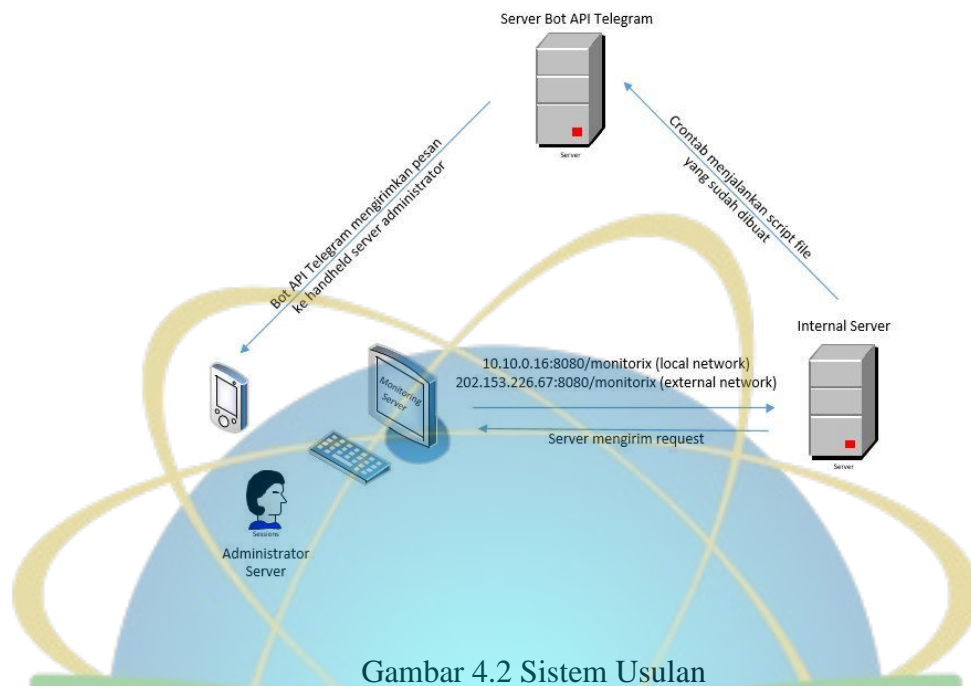 Server Bot API Telegram
Server
Crontab menjalankan script file
yang sudah dibuat
Bot API Telegram mengirimkan pesan
ke handheld server administrator
Internal Server
10.10.0.16:8080/monitorix (local network)
202.153.226.67:8080/monitorix (external network)
Monitoring
Server
Server mengirim request
Server
Sessions
Administrator
Server
Gambar 4.2 Sistem Usulan